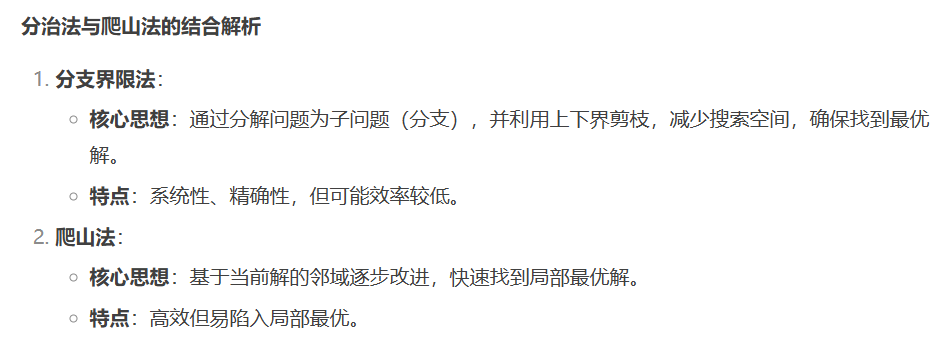 分治法与爬山法的结合解析
1. 分支界限法：
◦ 核心思想：通过分解问题为子问题（分支），并利用上下界剪枝，减少搜索空间，确保找到最优
解。
◦ 特点：系统性、精确性，但可能效率较低。
2. 爬山法：
◦ 核心思想：基于当前解的邻域逐步改进，快速找到局部最优解。
◦ 特点：高效但易陷入局部最优。